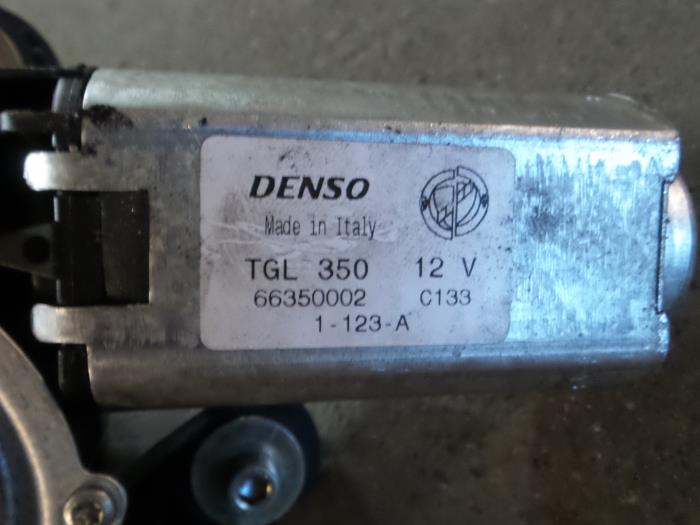 DENSO
Made in Italy
TGL 350 12 V
66350002 C133
1-123-A